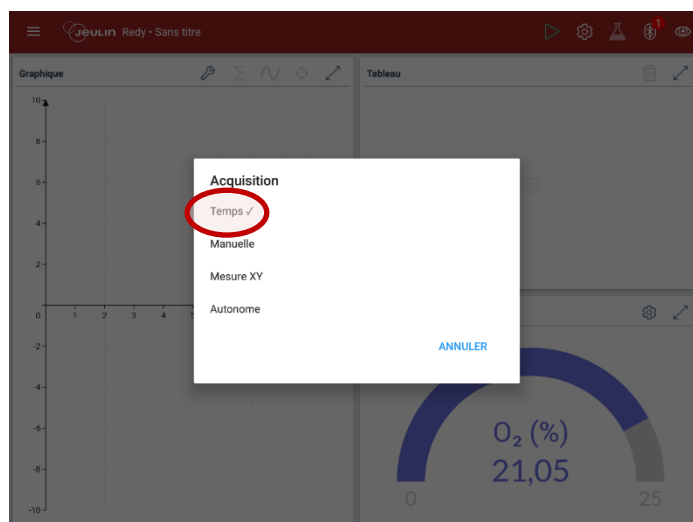 Jeulin Redy • Sans titre
1
Graphique
Tableau
10
8
6
4
2
0 1 2 3 4 5
-2
-4
-6
-8
-10
Acquisition
Temps ✓
Manuelle
Mesure XY
Autonome
ANNULER
O₂ (%)
21,05
0
25